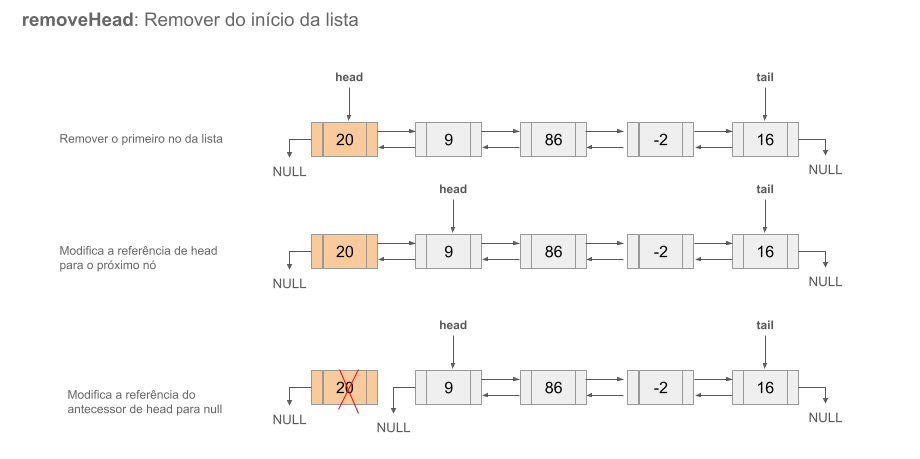 removeHead: Remover do início da lista
head tail
Remover o primeiro no da lista
20 9 86 -2 16
NULL NULL
head tail
Modifica a referência de head
para o próximo nó
20 9 86 -2 16
NULL NULL
head tail
Modifica a referência do
antecessor de head para null
20 9 86 -2 16
NULL NULL NULL